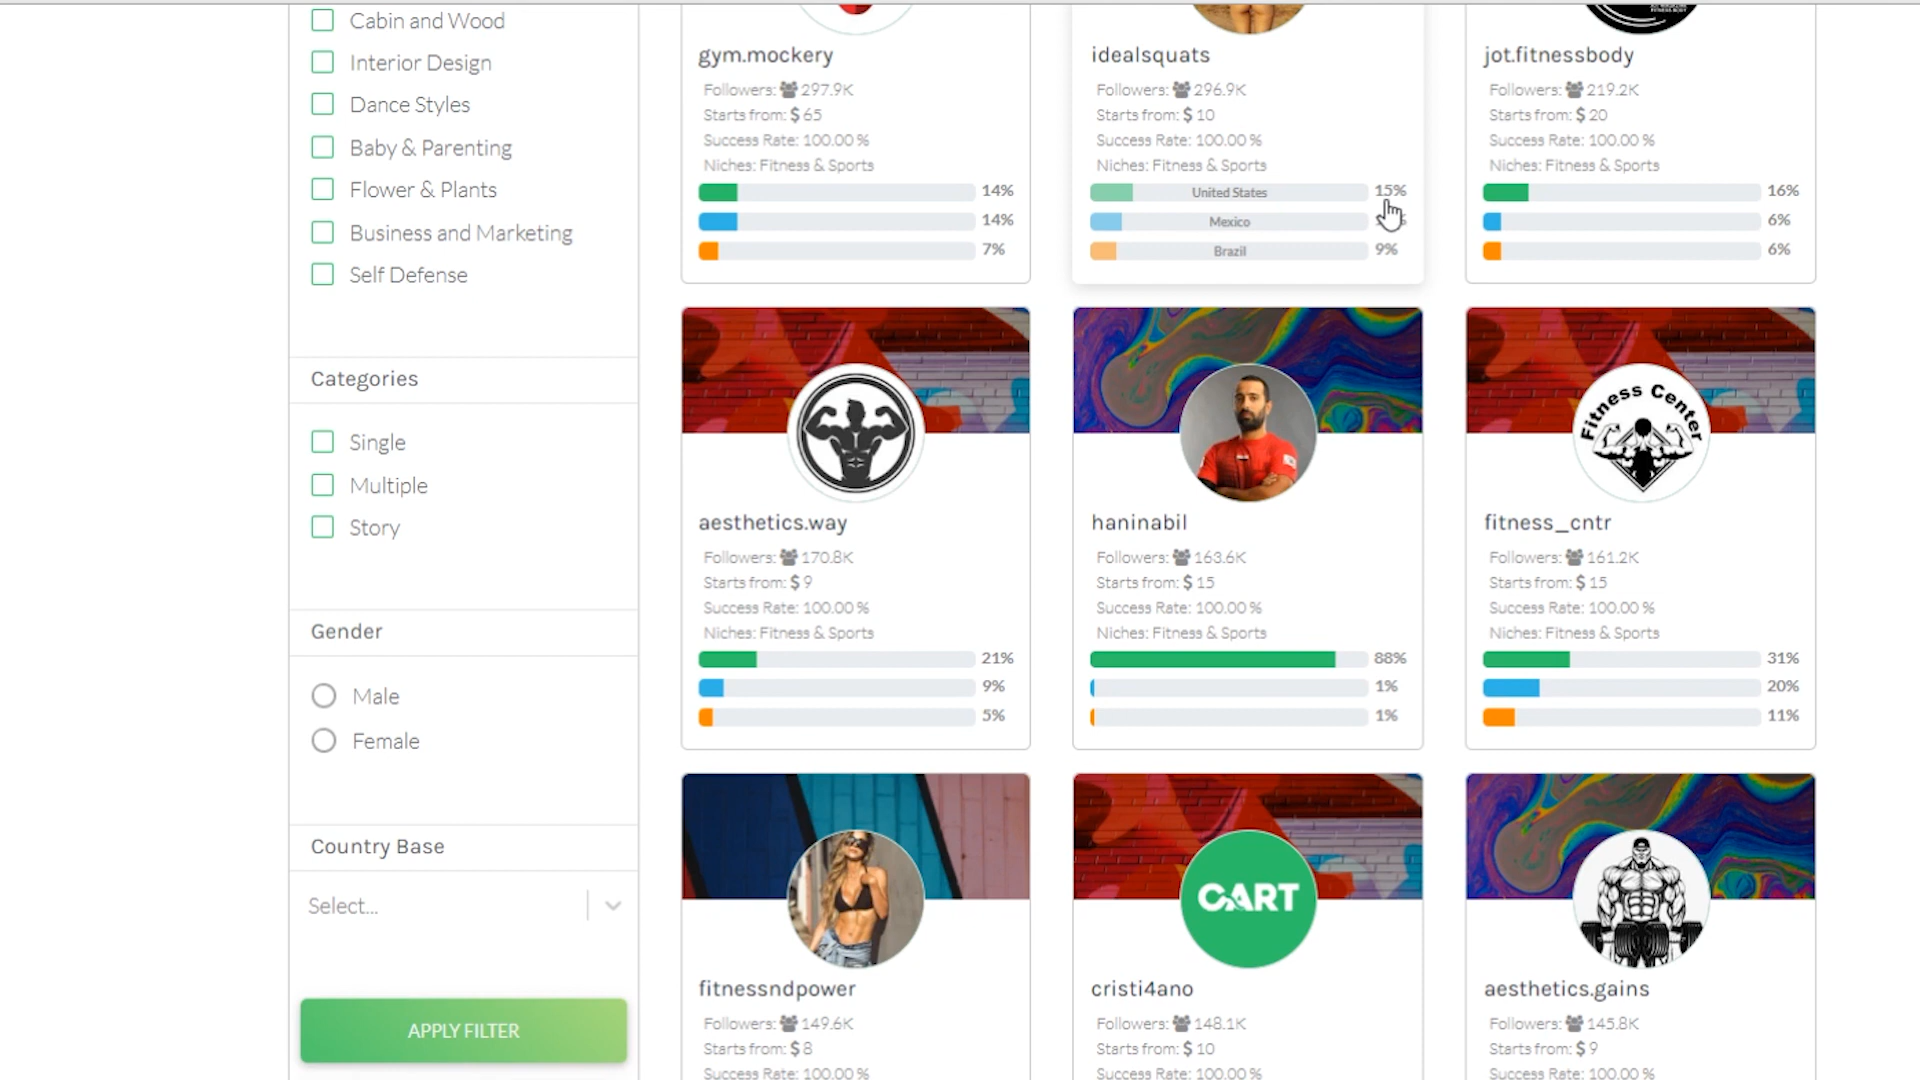 Cabin and Wood
Interior Design
Dance Styles
Baby & Parenting
Flower & Plants
Business and Marketing
Self Defense
Categories
Single
Multiple
Story
Gender
Male
Female
Country Base
Select...
APPLY FILTER
gym.mockery
Followers: 297.9K
Starts from: $ 65
Success Rate: 100.00 %
Niches: Fitness & Sports
14%
14%
7%
idealsquats
Followers: 296.9K
Starts from: $ 10
Success Rate: 100.00 %
Niches: Fitness & Sports
United States 15%
Mexico
Brazil 9%
jot.fitnessbody
Followers: 219.2K
Starts from: $ 20
Success Rate: 100.00 %
Niches: Fitness & Sports
16%
6%
6%
aesthetics.way
Followers: 170.8K
Starts from: $ 9
Success Rate: 100.00 %
Niches: Fitness & Sports
21%
9%
5%
haninabil
Followers: 163.6K
Starts from: $ 15
Success Rate: 100.00 %
Niches: Fitness & Sports
88%
1%
1%
Fitness Center
fitness_cntr
Followers: 161.2K
Starts from: $ 15
Success Rate: 100.00 %
Niches: Fitness & Sports
31%
20%
11%
fitnessndpower
Followers: 149.6K
Starts from: $ 8
Success Rate: 100.00 %
CART
cristi4ano
Followers: 148.1K
Starts from: $ 10
Success Rate: 100.00 %
aesthetics.gains
Followers: 145.8K
Starts from: $ 9
Success Rate: 100.00 %